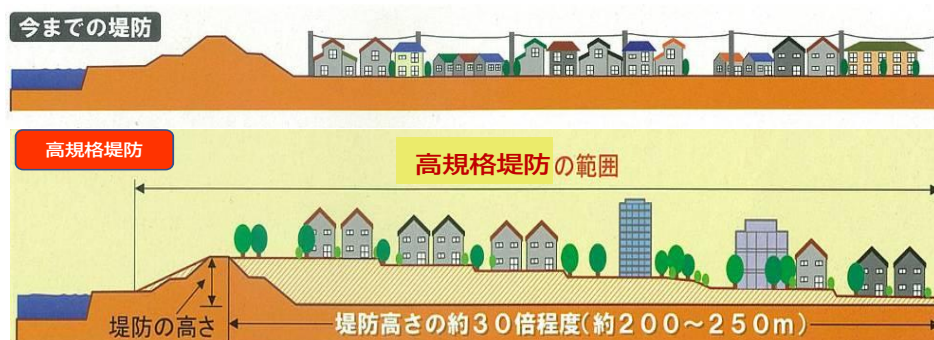 今までの堤防
高規格堤防
高規格堤防の範囲
堤防の高さ
堤防高さの約30倍程度(約200～250m)